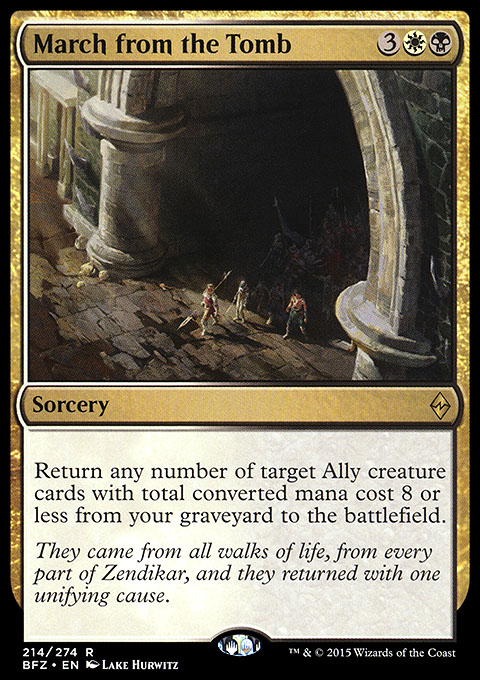 March from the Tomb 3
Sorcery
Return any number of target Ally creature
cards with total converted mana cost 8 or
less from your graveyard to the battlefield.
They came from all walks of life, from every
part of Zendikar, and they returned with one
unifying cause.
214/274 R
BFZ • EN LAKE HURWITZ
™ & © 2015 Wizards of the Coast